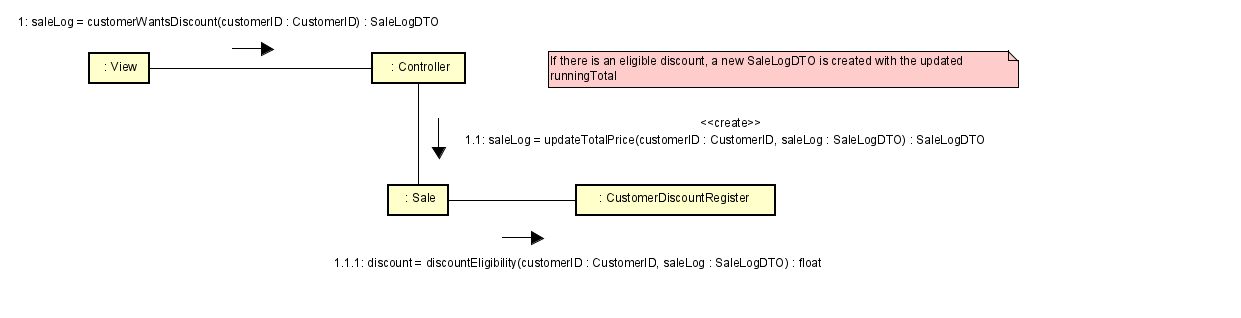 1: saleLog = customerWantsDiscount(customerID : CustomerID) : SaleLogDTO
: View
: Controller
If there is an eligible discount, a new SaleLogDTO is created with the updated
runningTotal
<<create>>
1.1: saleLog = updateTotalPrice(customerID : CustomerID, saleLog : SaleLogDTO) : SaleLogDTO
: Sale
: CustomerDiscountRegister
1.1.1: discount = discountEligibility(customerID : CustomerID, saleLog : SaleLogDTO) : float